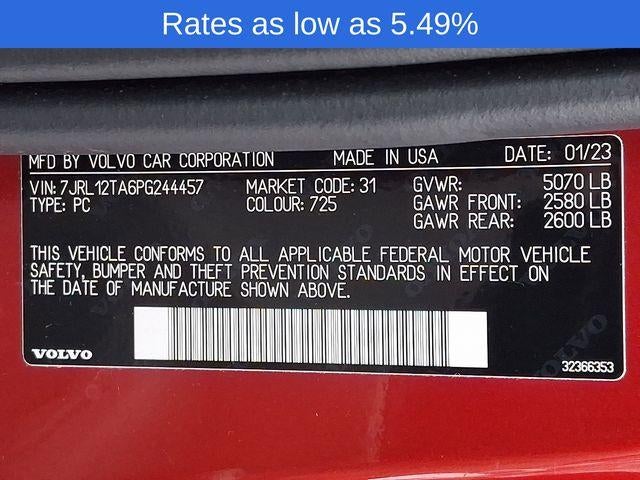 Rates as low as 5.49%
MFD BY VOLVO CAR CORPORATION MADE IN USA DATE: 01/23
VIN: 7JRL12TA6PG244457 MARKET CODE: 31 GVWR: 5070 LB
TYPE: PC COLOUR: 725 GAWR FRONT: 2580 LB
GAWR REAR: 2600 LB
THIS VEHICLE CONFORMS TO ALL APPLICABLE FEDERAL MOTOR VEHICLE
SAFETY, BUMPER AND THEFT PREVENTION STANDARDS IN EFFECT ON
THE DATE OF MANUFACTURE SHOWN ABOVE.
VOLVO
32366353